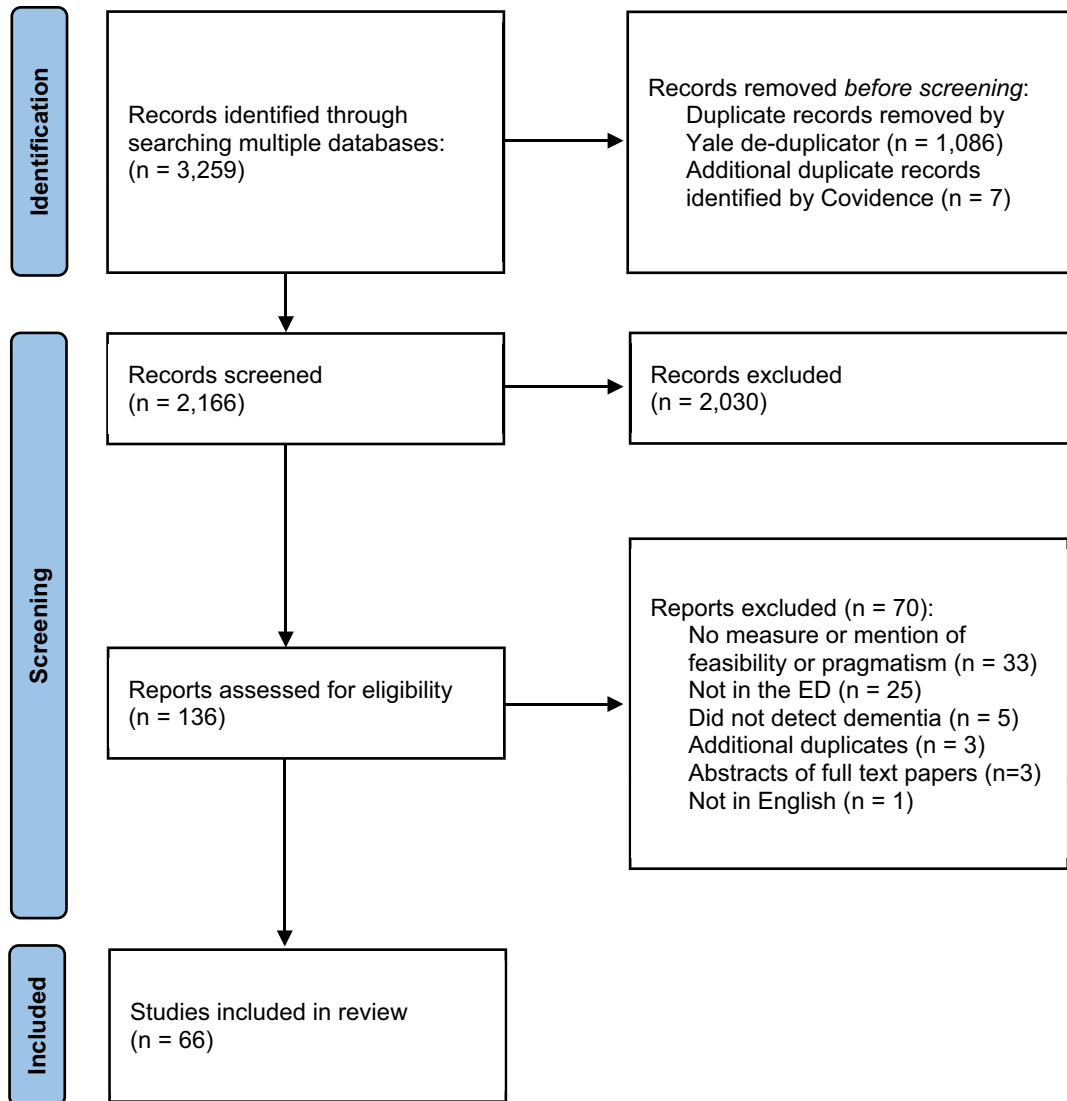 Identification
Records identified through
searching multiple databases:
(n = 3,259)
Records removed before screening:
Duplicate records removed by
Yale de-duplicator (n = 1,086)
Additional duplicate records
identified by Covidence (n = 7)
Screening
Records screened
(n = 2,166)
Records excluded
(n = 2,030)
Reports assessed for eligibility
(n = 136)
Reports excluded (n = 70):
No measure or mention of
feasibility or pragmatism (n = 33)
Not in the ED (n = 25)
Did not detect dementia (n = 5)
Additional duplicates (n = 3)
Abstracts of full text papers (n=3)
Not in English (n = 1)
Included
Studies included in review
(n = 66)